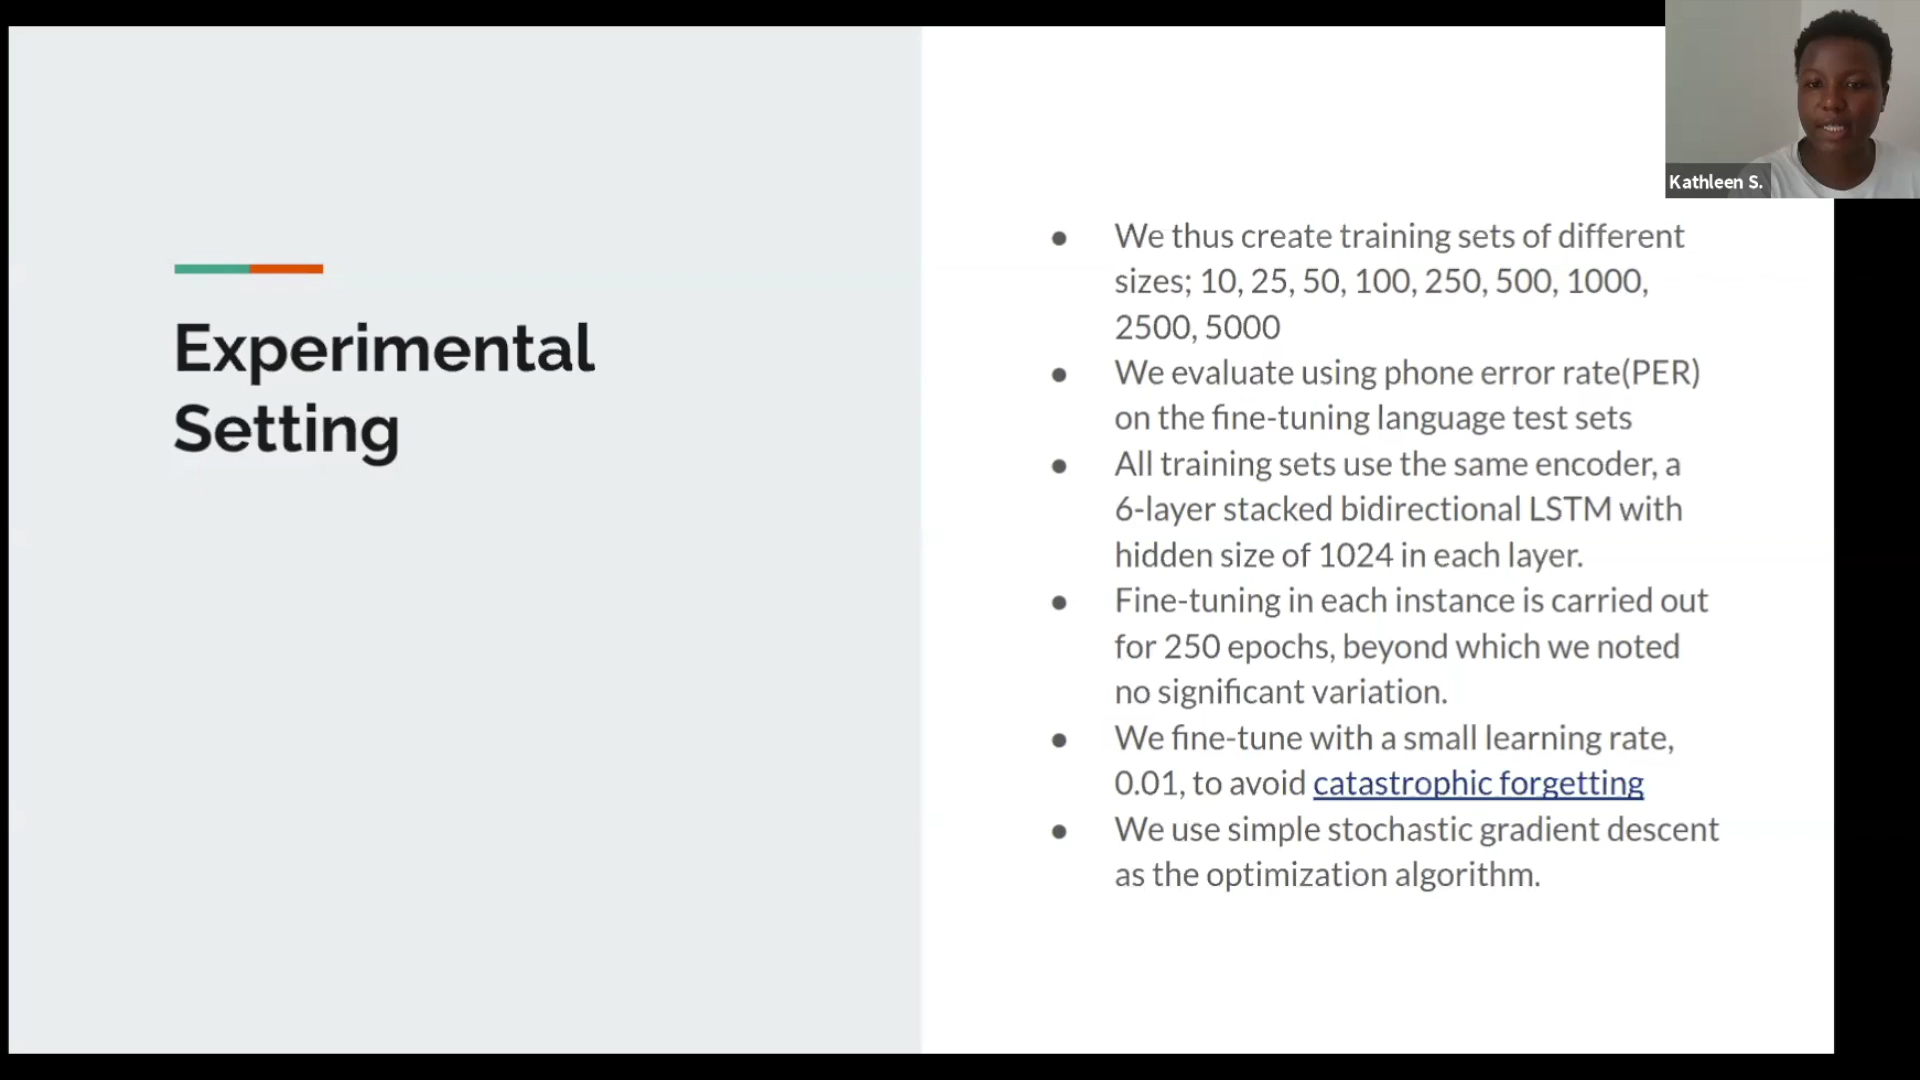 Kathleen S.
Experimental
Setting
● We thus create training sets of different
sizes; 10, 25, 50, 100, 250, 500, 1000,
2500, 5000
● We evaluate using phone error rate(PER)
on the fine-tuning language test sets
● All training sets use the same encoder, a
6-layer stacked bidirectional LSTM with
hidden size of 1024 in each layer.
● Fine-tuning in each instance is carried out
for 250 epochs, beyond which we noted
no significant variation.
● We fine-tune with a small learning rate,
0.01, to avoid catastrophic forgetting
● We use simple stochastic gradient descent
as the optimization algorithm.